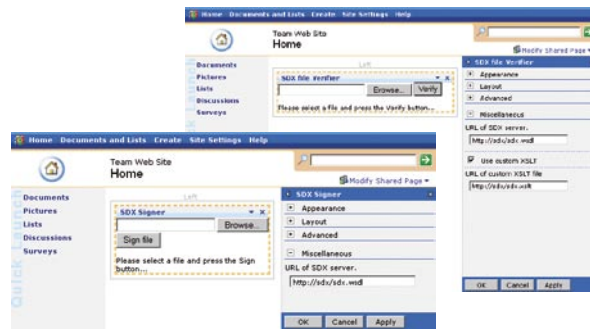 Home Documents and Lists Create Site Settings Help
Team Web Site
Home
Modify Shared Page
Documents
Pictures
Lists
Discussions
Surveys
Left
SDX file Verifier
Browse... Verify
Please select a file and press the Verify button...
SDX file Verifier
Appearance
Layout
Advanced
Miscellaneous
URL of SDX server.
http://sdx/sdx.wsdl
Use custom XSLT
URL of custom XSLT file
http://sdx/sdx.xslt
OK Cancel Apply
Home Documents and Lists Create Site Settings Help
Team Web Site
Home
Modify Shared Page
Quick Launch
Documents
Pictures
Lists
Discussions
Surveys
Left
SDX Signer
Browse...
Sign file
Please select a file and press the Sign
button...
SDX Signer
Appearance
Layout
Advanced
Miscellaneous
URL of SDX server.
http://sdx/sdx.wsdl
OK Cancel Apply